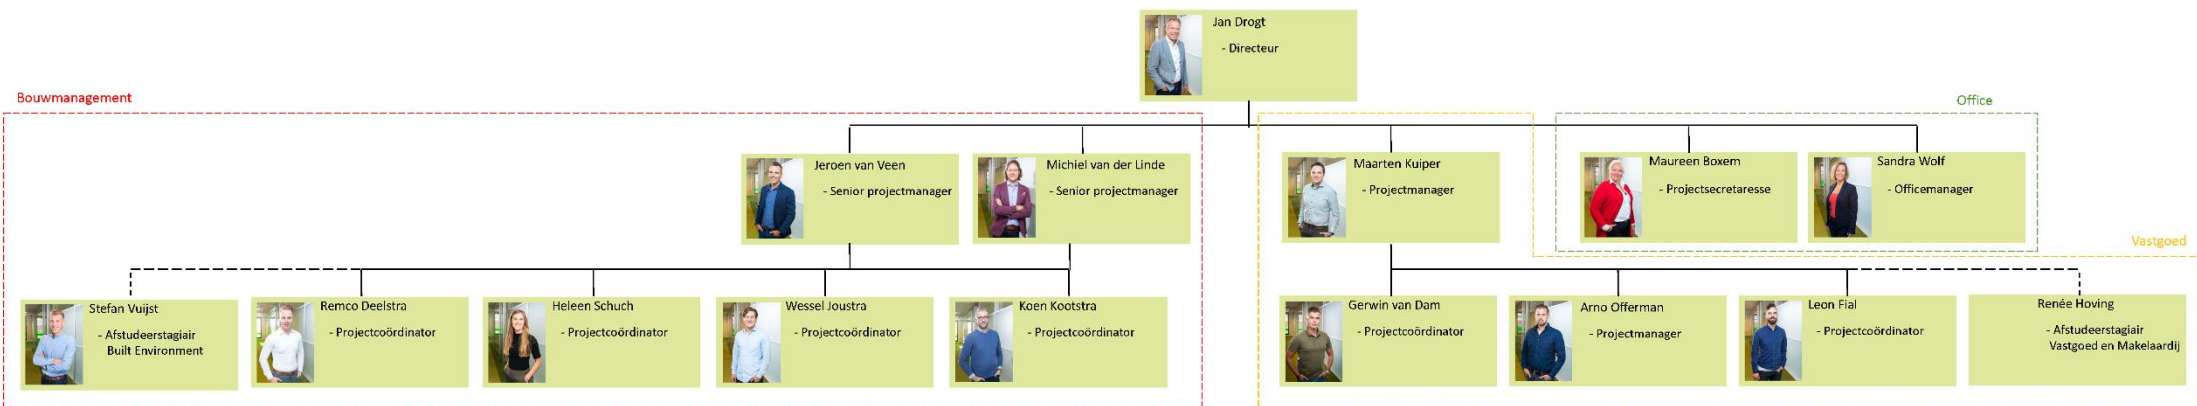 Jan Drogt
- Directeur
Bouwmanagement
Office
Jeroen van Veen
- Senior projectmanager
Michiel van der Linde
- Senior projectmanager
Maarten Kuiper
- Projectmanager
Maureen Boxem
- Projectsecretaresse
Sandra Wolf
- Officemanager
Vastgoed
Stefan Vuijst
- Afstudeerstagiair
Built Environment
Remco Deelstra
- Projectcoördinator
Heleen Schuch
- Projectcoördinator
Wessel Joustra
- Projectcoördinator
Koen Kootstra
- Projectcoördinator
Gerwin van Dam
- Projectcoördinator
Arno Offerman
- Projectmanager
Leon Fial
- Projectcoördinator
Renée Hoving
- Afstudeerstagiair
Vastgoed en Makelaardij